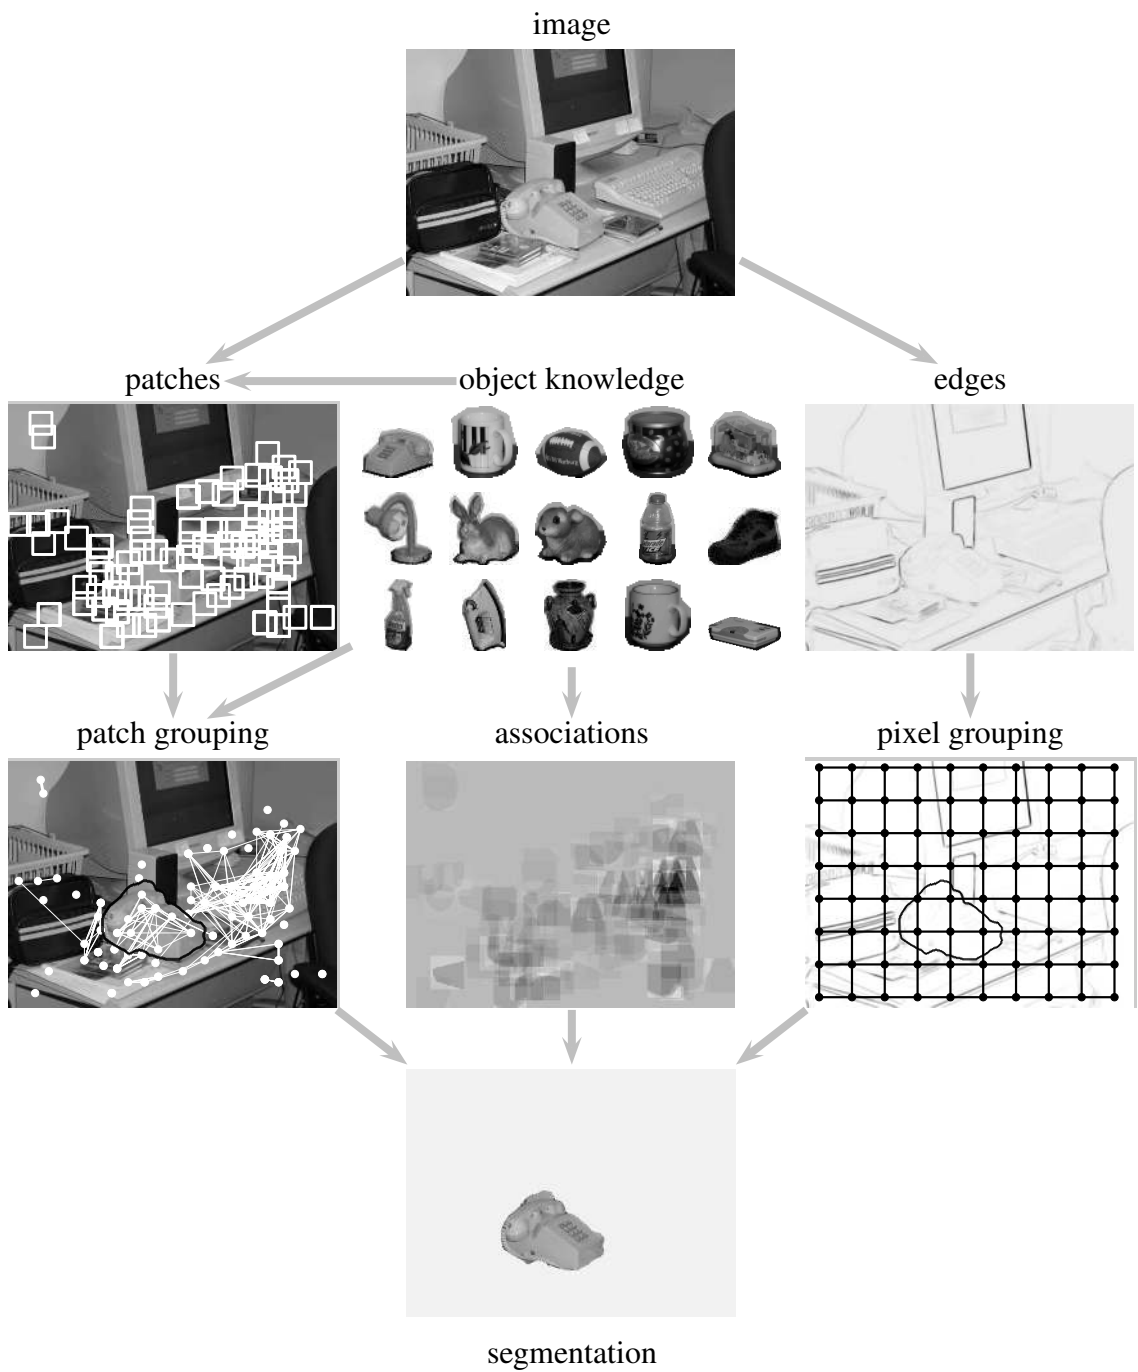 image
patches
object knowledge
edges
patch grouping
associations
pixel grouping
segmentation